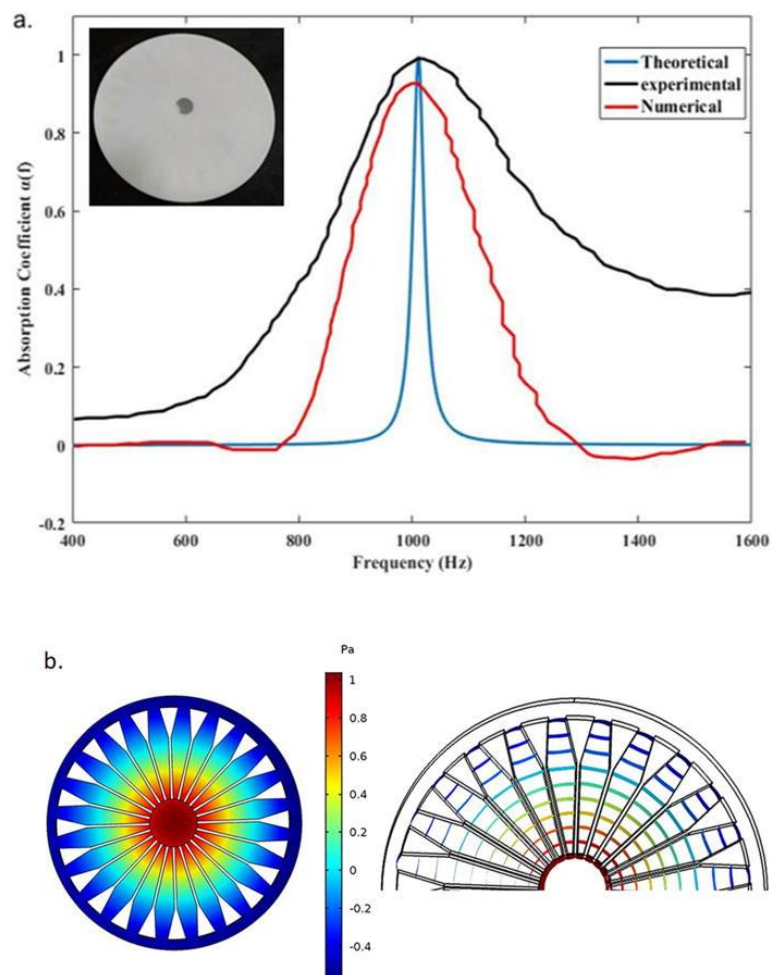 a.
1
0.8
0.6
0.4
0.2
0
-0.2
Absorption Coefficient α(f)
Theoretical
experimental
Numerical
400
600
800
1000
1200
1400
1600
Frequency (Hz)
b.
Pa
1
0.8
0.6
0.4
0.2
0
-0.2
-0.4